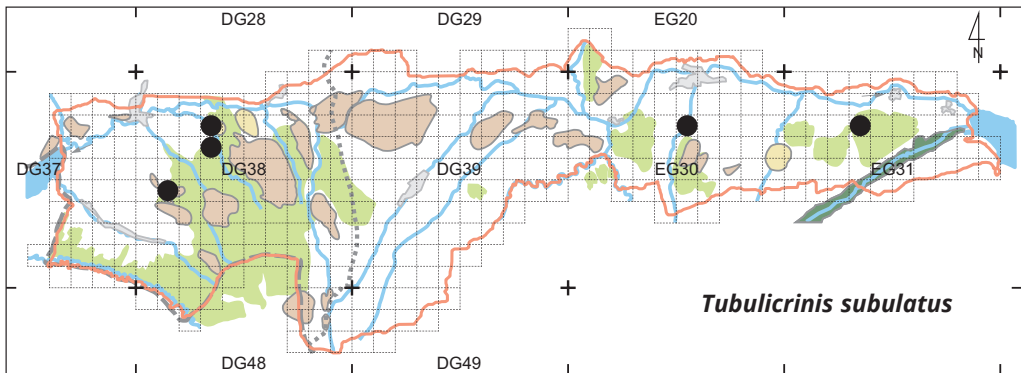 DG28 DG29 EG20
N
DG37 DG38 DG39 EG30 EG31
Tubulicrinis subulatus
DG48 DG49